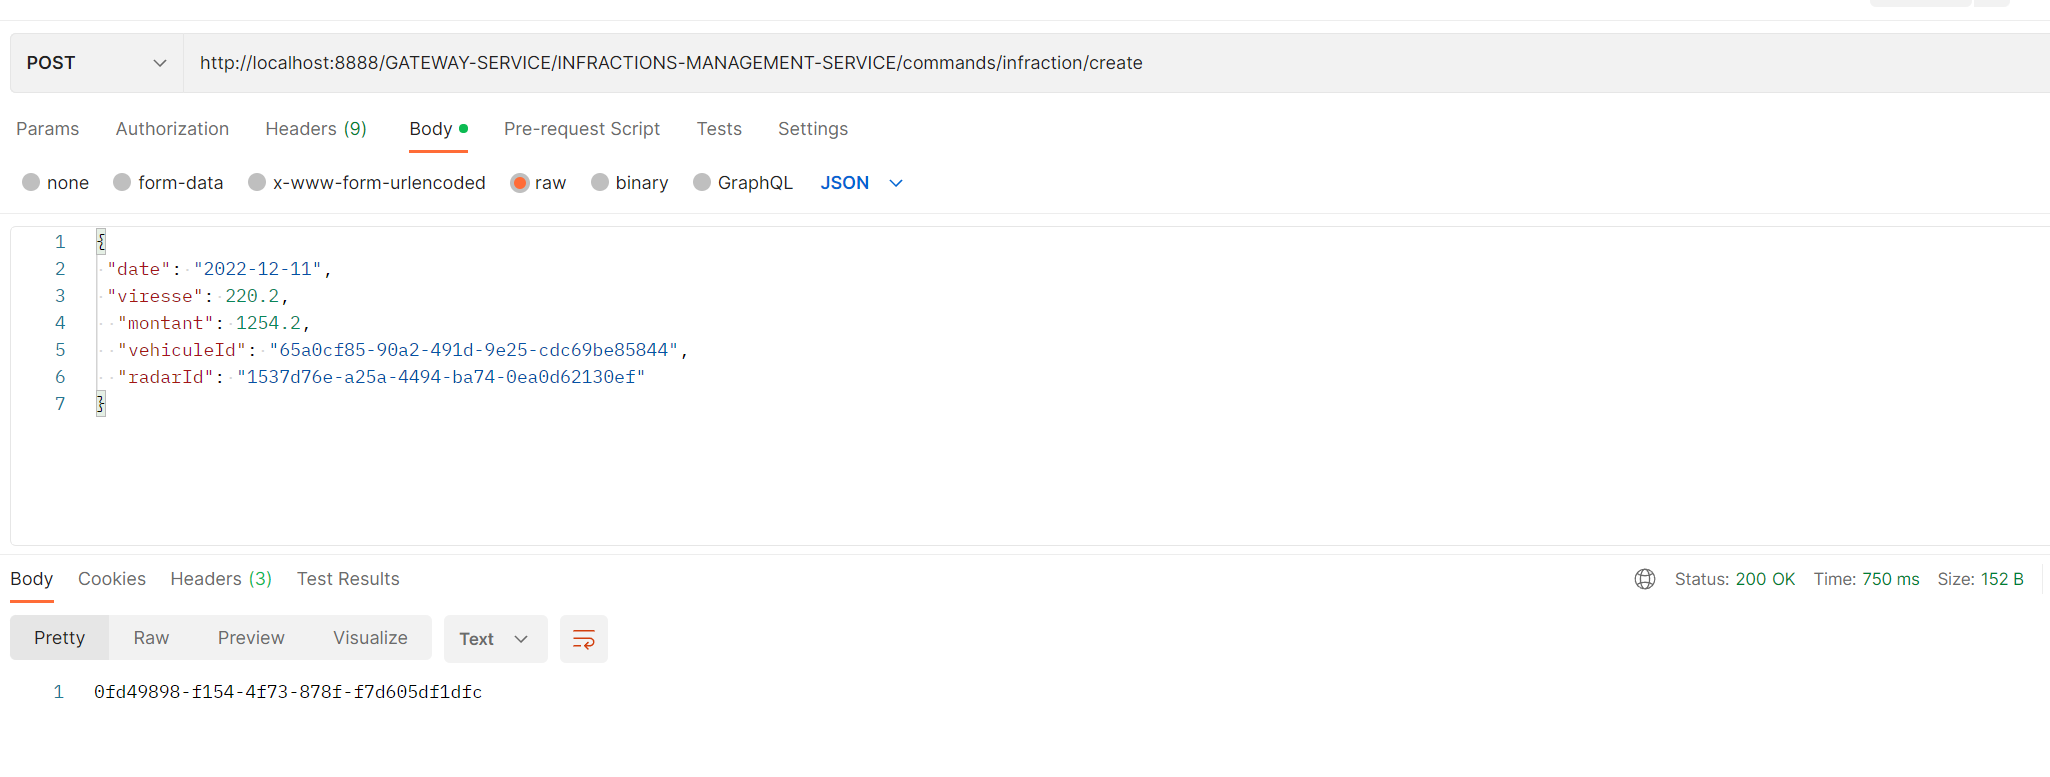 POST http://localhost:8888/GATEWAY-SERVICE/INFRACTIONS-MANAGEMENT-SERVICE/commands/infraction/create
Params Authorization Headers (9) Body Pre-request Script Tests Settings
none form-data x-www-form-urlencoded raw binary GraphQL JSON
1 {
2 "date": "2022-12-11",
3 "viresse": 220.2,
4 "montant": 1254.2,
5 "vehiculeId": "65a0cf85-90a2-491d-9e25-cdc69be85844",
6 "radarId": "1537d76e-a25a-4494-ba74-0ea0d62130ef"
7 }
Body Cookies Headers (3) Test Results Status: 200 OK Time: 750 ms Size: 152 B
Pretty Raw Preview Visualize Text
1 0fd49898-f154-4f73-878f-f7d605df1dfc